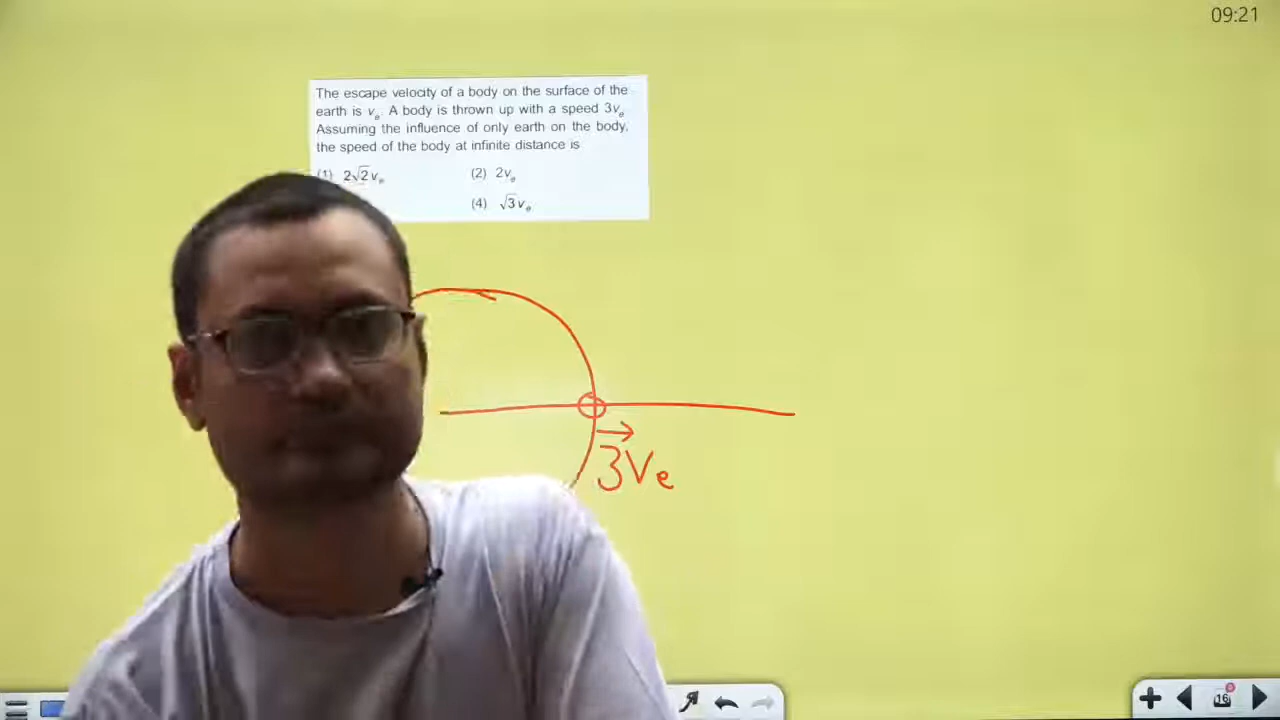 09:21
The escape velocity of a body on the surface of the
earth is vₑ. A body is thrown up with a speed 3vₑ
Assuming the influence of only earth on the body,
the speed of the body at infinite distance is
(1) 2√2vₑ (2) 2vₑ
(4) √3vₑ
3Vₑ
16